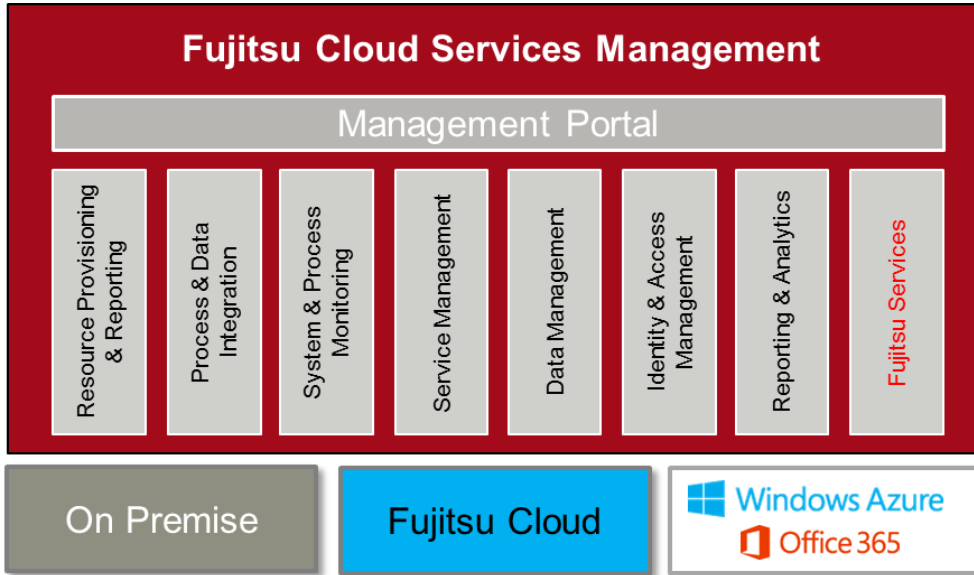 Fujitsu Cloud Services Management
Management Portal
Resource Provisioning
& Reporting
Process & Data
Integration
System & Process
Monitoring
Service Management
Data Management
Identity & Access
Management
Reporting & Analytics
Fujitsu Services
On Premise
Fujitsu Cloud
Windows Azure
Office 365